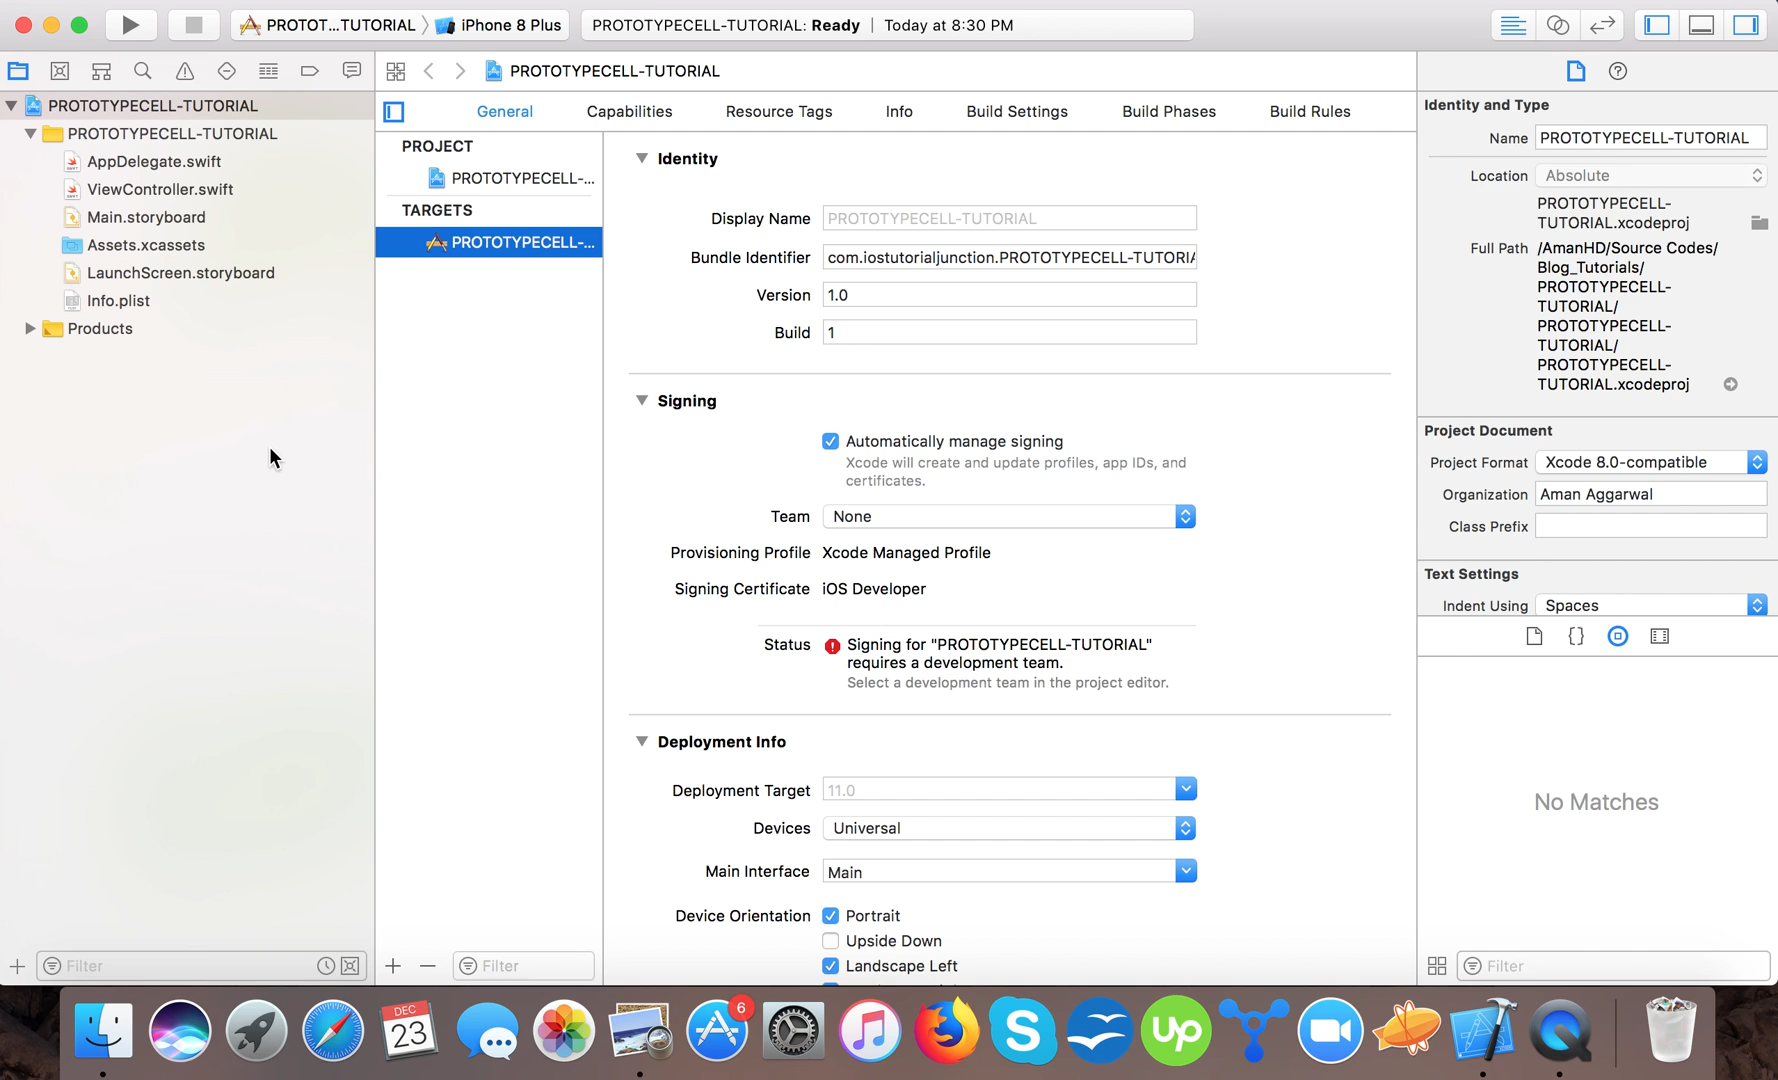 PROTOT...TUTORIAL
iPhone 8 Plus
PROTOTYPECELL-TUTORIAL: Ready | Today at 8:30 PM
PROTOTYPECELL-TUTORIAL
PROTOTYPECELL-TUTORIAL
AppDelegate.swift
ViewController.swift
Main.storyboard
Assets.xcassets
LaunchScreen.storyboard
Info.plist
Products
Filter
PROTOTYPECELL-TUTORIAL
General Capabilities Resource Tags Info Build Settings Build Phases Build Rules
PROJECT
PROTOTYPECELL-...
TARGETS
PROTOTYPECELL-...
Filter
Identity
Display Name PROTOTYPECELL-TUTORIAL
Bundle Identifier com.iostutorialjunction.PROTOTYPECELL-TUTORIA
Version 1.0
Build 1
Signing
Automatically manage signing
Xcode will create and update profiles, app IDs, and
certificates.
Team None
Provisioning Profile Xcode Managed Profile
Signing Certificate iOS Developer
Status Signing for "PROTOTYPECELL-TUTORIAL"
requires a development team.
Select a development team in the project editor.
Deployment Info
Deployment Target 11.0
Devices Universal
Main Interface Main
Device Orientation Portrait
Upside Down
Landscape Left
Identity and Type
Name PROTOTYPECELL-TUTORIAL
Location Absolute
PROTOTYPECELL-
TUTORIAL.xcodeproj
Full Path /AmanHD/Source Codes/
Blog_Tutorials/
PROTOTYPECELL-
TUTORIAL/
PROTOTYPECELL-
TUTORIAL/
PROTOTYPECELL-
TUTORIAL.xcodeproj
Project Document
Project Format Xcode 8.0-compatible
Organization Aman Aggarwal
Class Prefix
Text Settings
Indent Using Spaces
No Matches
Filter
DEC
23
6
S
Up